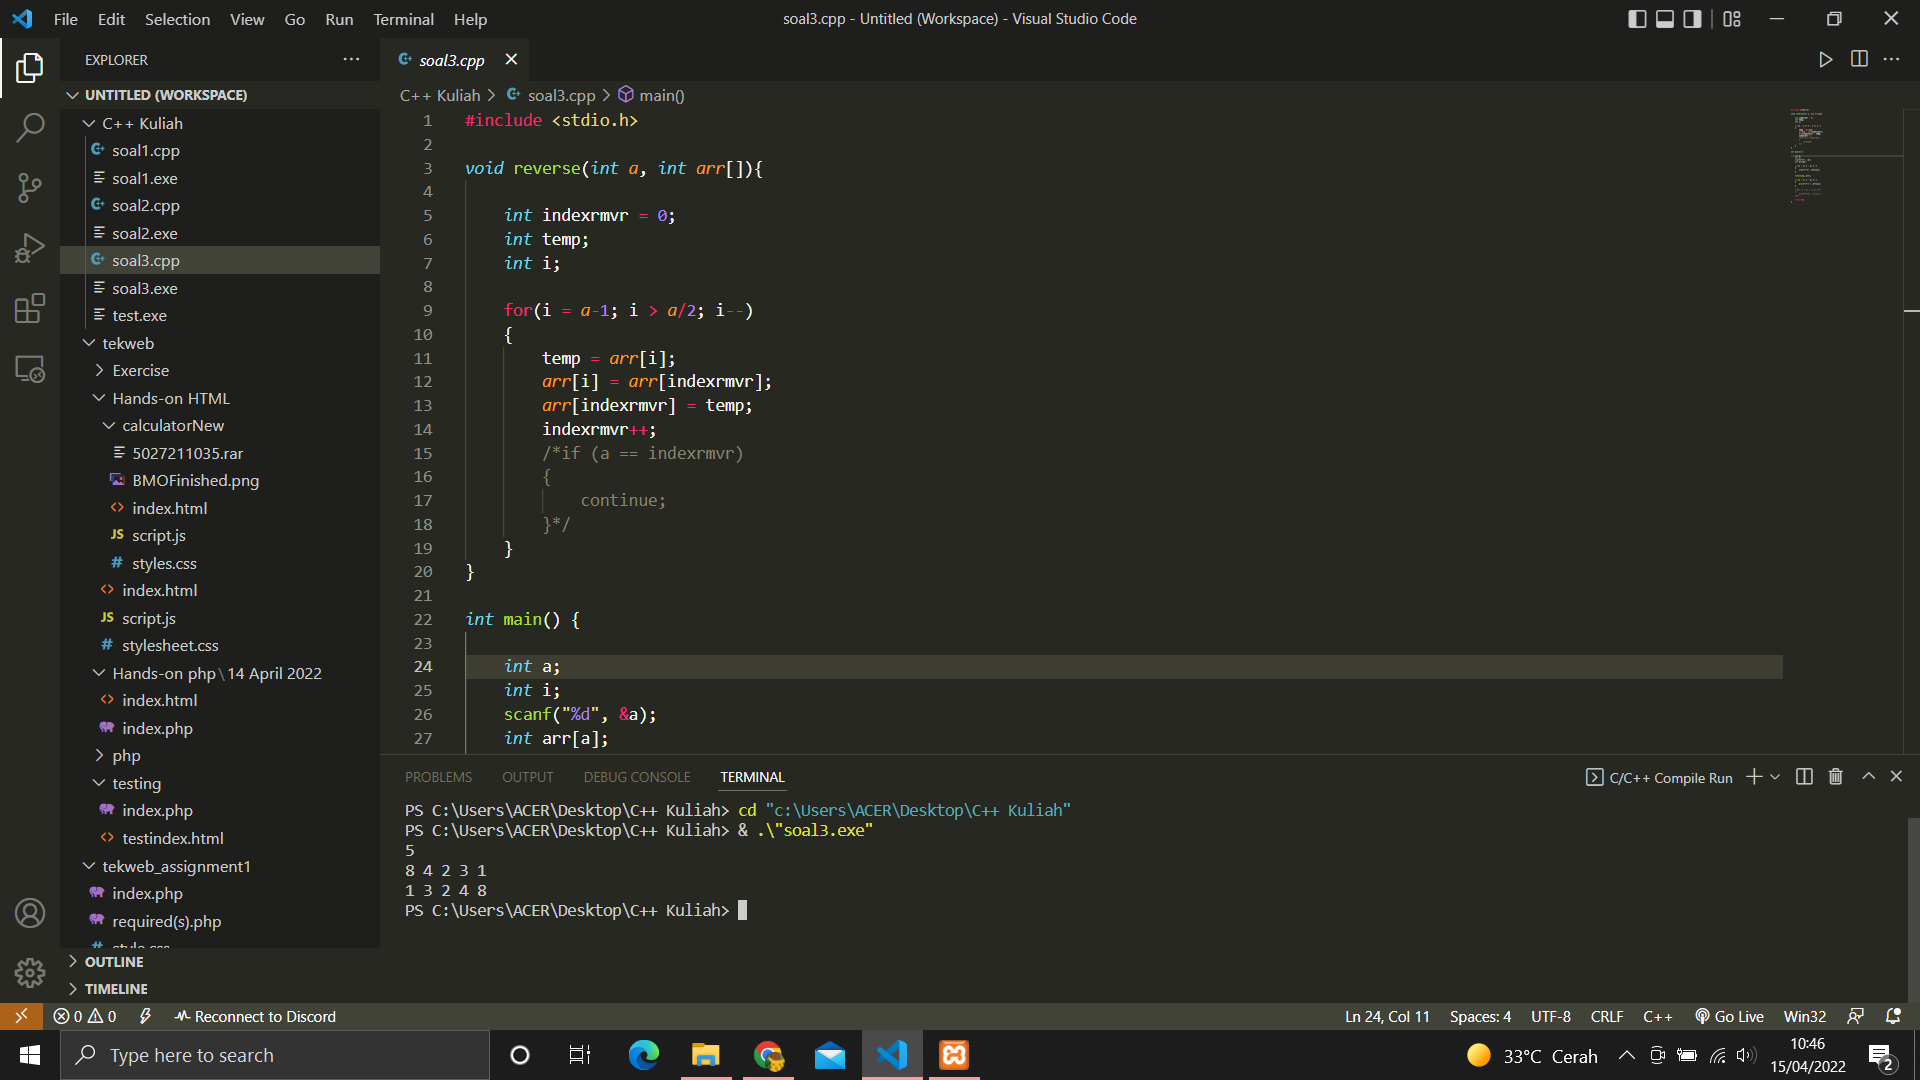 File Edit Selection View Go Run Terminal Help
soal3.cpp - Untitled (Workspace) - Visual Studio Code
EXPLORER
UNTITLED (WORKSPACE)
C++ Kuliah
soal1.cpp
soal1.exe
soal2.cpp
soal2.exe
soal3.cpp
soal3.exe
test.exe
tekweb
Exercise
Hands-on HTML
calculatorNew
5027211035.rar
BMOFinished.png
index.html
script.js
styles.css
index.html
script.js
stylesheet.css
Hands-on php\14 April 2022
index.html
index.php
php
testing
index.php
testindex.html
tekweb_assignment1
index.php
required(s).php
style.css
OUTLINE
TIMELINE
soal3.cpp
C++ Kuliah > soal3.cpp > main()
1 #include <stdio.h>
2
3 void reverse(int a, int arr[]){
4
5 int indexrmvr = 0;
6 int temp;
7 int i;
8
9 for(i = a-1; i > a/2; i--)
10 {
11 temp = arr[i];
12 arr[i] = arr[indexrmvr];
13 arr[indexrmvr] = temp;
14 indexrmvr++;
15 /*if (a == indexrmvr)
16 {
17 continue;
18 }*/
19 }
20 }
21
22 int main() {
23
24 int a;
25 int i;
26 scanf("%d", &a);
27 int arr[a];
PROBLEMS OUTPUT DEBUG CONSOLE TERMINAL
C/C++ Compile Run
PS C:\Users\ACER\Desktop\C++ Kuliah> cd "c:\Users\ACER\Desktop\C++ Kuliah"
PS C:\Users\ACER\Desktop\C++ Kuliah> & .\"soal3.exe"
5
8 4 2 3 1
1 3 2 4 8
PS C:\Users\ACER\Desktop\C++ Kuliah>
0 0 Reconnect to Discord
Ln 24, Col 11 Spaces: 4 UTF-8 CRLF C++ Go Live Win32
Type here to search
33°C Cerah
10:46
15/04/2022
2